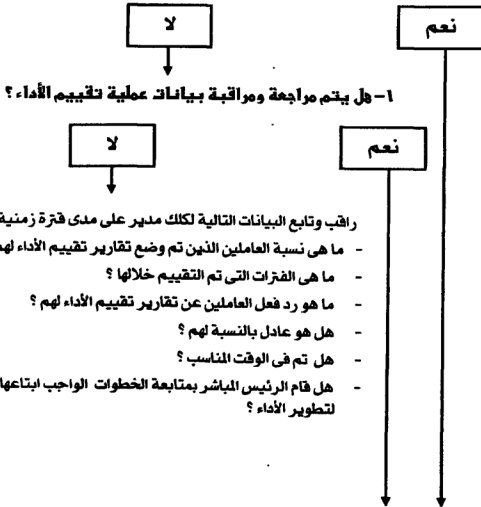 لا
نعم
١- هل يتم مراجعة ومراقبة بيانات عملية تقييم الأداء ؟
لا
نعم
راقب وتابع البيانات التالية لكلك مدير على مدى فترة زمنية
- ما هى نسبة العاملين الذين تم وضع تقارير تقييم الأداء لهم
- ما هى الفترات التى تم التقييم خلالها ؟
- ما هو رد فعل العاملين عن تقارير تقييم الأداء لهم ؟
- هل هو عادل بالنسبة لهم ؟
- هل تم فى الوقت المناسب ؟
- هل قام الرئيس المباشر بمتابعة الخطوات الواجب ابتاعها
لتطوير الأداء ؟